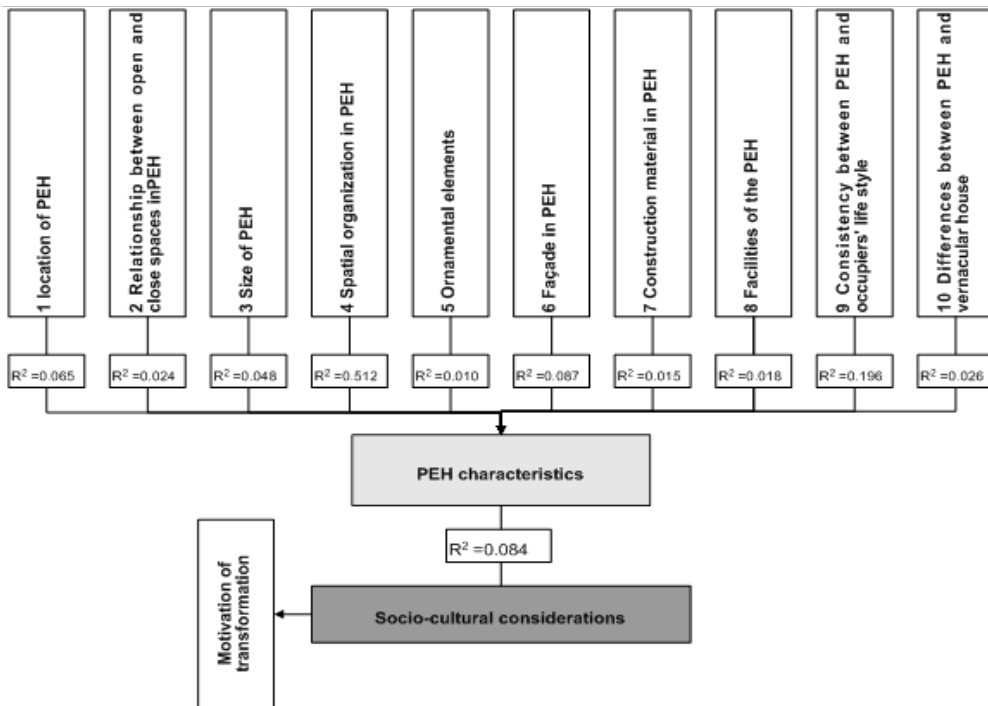 1 location of PEH
2 Relationship between open and
close spaces inPEH
3 Size of PEH
4 Spatial organization in PEH
5 Ornamental elements
6 Façade in PEH
7 Construction material in PEH
8 Facilities of the PEH
9 Consistency between PEH and
occupiers' life style
10 Differences between PEH and
vernacular house
R² =0.065
R² =0.024
R² =0.048
R² =0.512
R² =0.010
R² =0.087
R² =0.015
R² =0.018
R² =0.196
R² =0.026
PEH characteristics
R² =0.084
Motivation of
transformation
Socio-cultural considerations